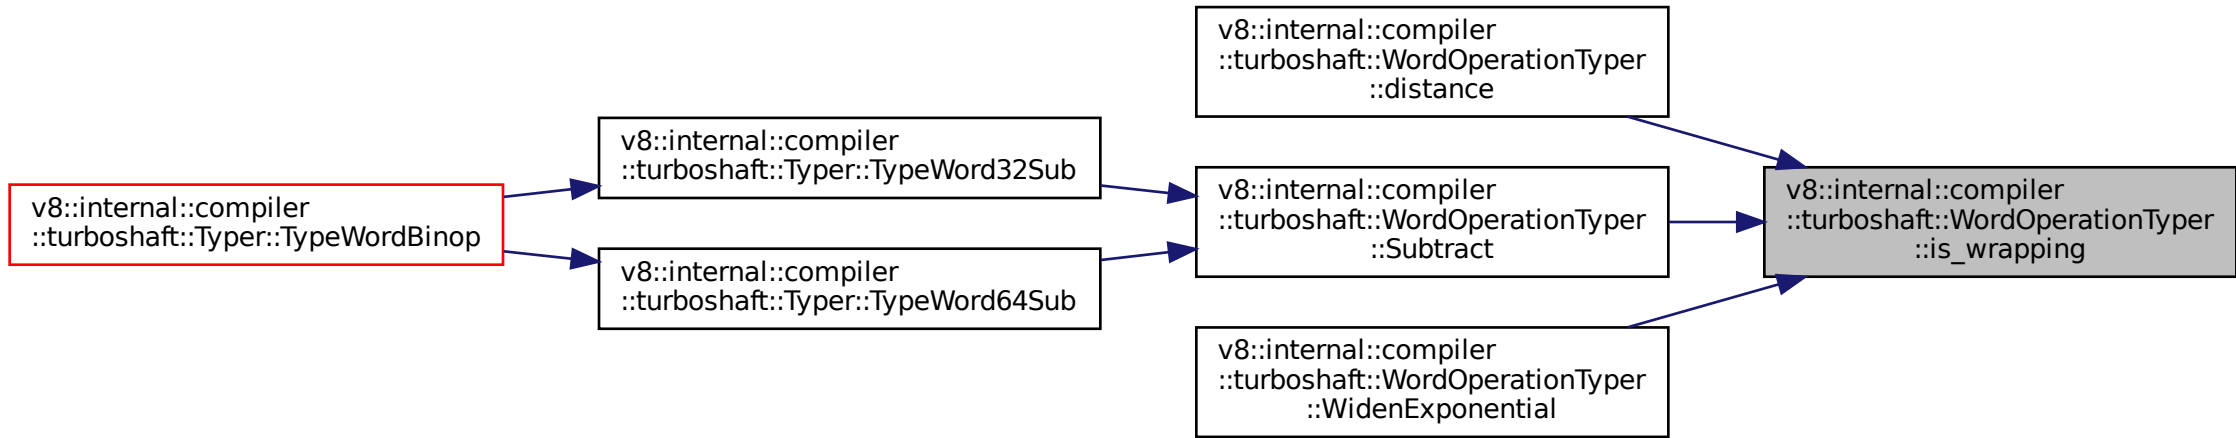 v8::internal::compiler
::turboshaft::WordOperationTyper
::distance
v8::internal::compiler
::turboshaft::Typer::TypeWord32Sub
v8::internal::compiler
::turboshaft::Typer::TypeWordBinop
v8::internal::compiler
::turboshaft::WordOperationTyper
::Subtract
v8::internal::compiler
::turboshaft::WordOperationTyper
::is_wrapping
v8::internal::compiler
::turboshaft::Typer::TypeWord64Sub
v8::internal::compiler
::turboshaft::WordOperationTyper
::WidenExponential